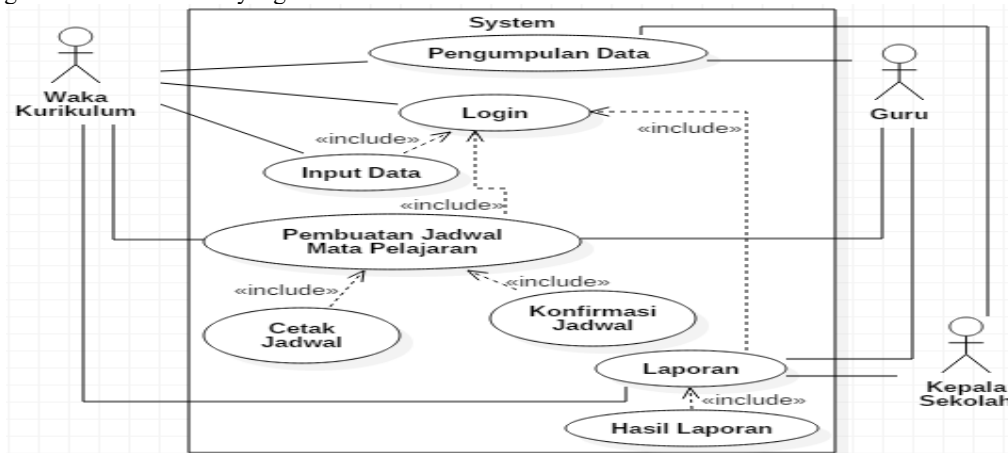 System
Pengumpulan Data
Waka
Kurikulum
Login
Guru
«include»
«include»
Input Data
«include»
Pembuatan Jadwal
Mata Pelajaran
«include»
«include»
Cetak
Jadwal
Konfirmasi
Jadwal
Laporan
Kepala
Sekolah
«include»
Hasil Laporan